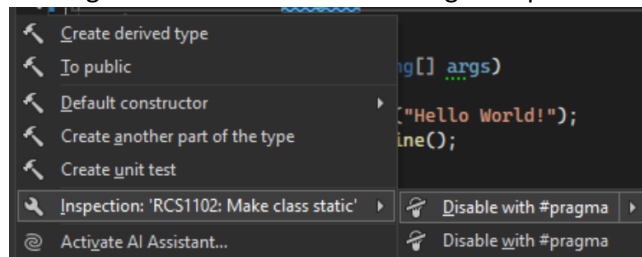 Create derived type
To public
ng[] args)
Default constructor
("Hello World!");
Create another part of the type
ine();
Create unit test
Inspection: 'RCS1102: Make class static'
Disable with #pragma
Activate AI Assistant...
Disable with #pragma